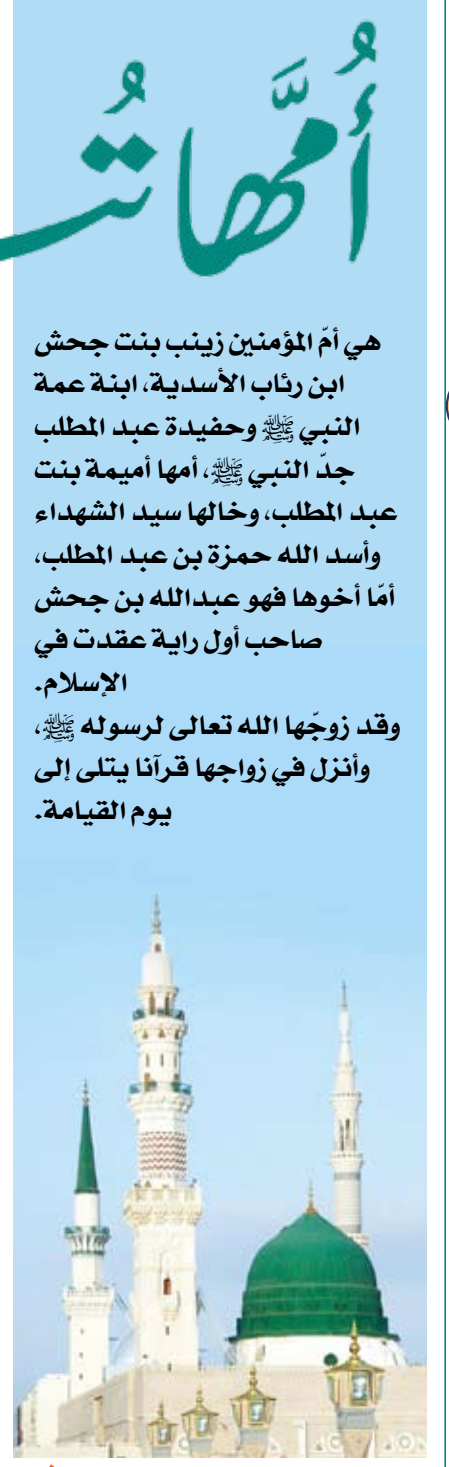 أُمَّهَاتُ
هي أمّ المؤمنين زينب بنت جحش
ابن رئاب الأسدية، ابنة عمة
النبي ﷺ وحفيدة عبد المطلب
جدّ النبي ﷺ، أمها أميمة بنت
عبد المطلب، وخالها سيد الشهداء
وأسد الله حمزة بن عبد المطلب،
أمّا أخوها فهو عبدالله بن جحش
صاحب أول راية عقدت في
الإسلام.
وقد زوجّها الله تعالى لرسوله ﷺ،
وأنزل في زواجها قرآنا يتلى إلى
يوم القيامة.